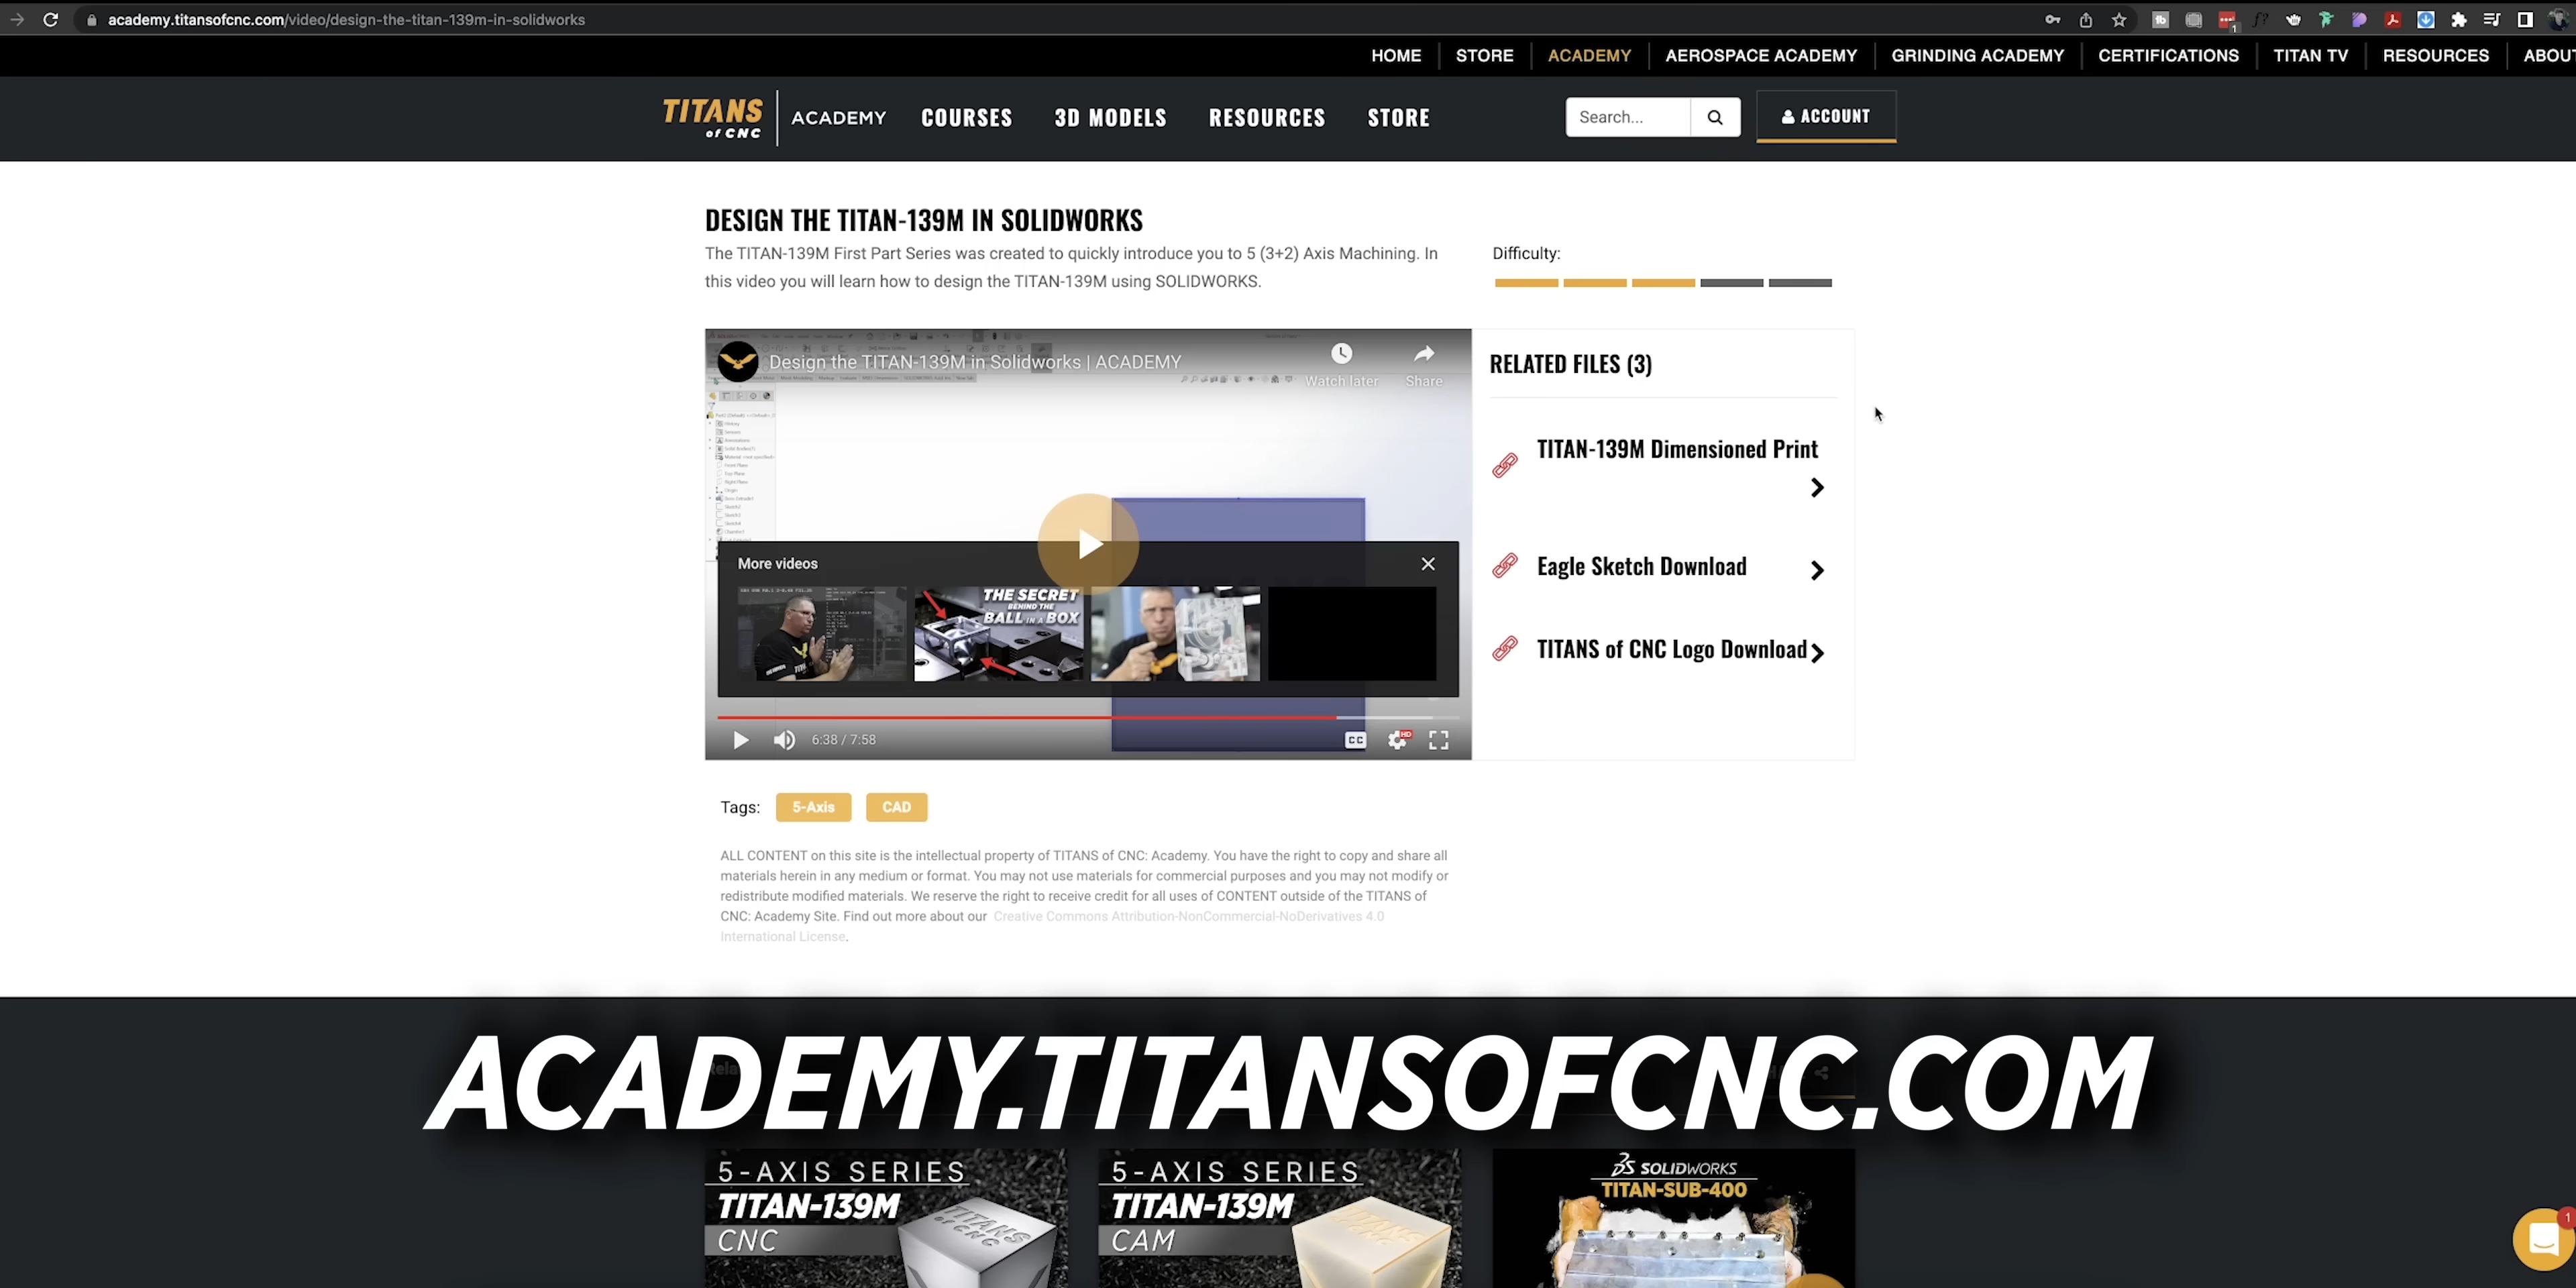 academy.titansofcnc.com/video/design-the-titan-139m-in-solidworks
HOME STORE ACADEMY AEROSPACE ACADEMY GRINDING ACADEMY CERTIFICATIONS TITAN TV RESOURCES ABOUT
TITANS
of CNC
ACADEMY COURSES 3D MODELS RESOURCES STORE
Search...
ACCOUNT
DESIGN THE TITAN-139M IN SOLIDWORKS
The TITAN-139M First Part Series was created to quickly introduce you to 5 (3+2) Axis Machining. In
this video you will learn how to design the TITAN-139M using SOLIDWORKS.
Difficulty:
Design the TITAN-139M in Solidworks | ACADEMY
Watch later
Share
More videos
THE SECRET
BEHIND THE
BALL IN A BOX
6:38 / 7:58
CC
HD
RELATED FILES (3)
TITAN-139M Dimensioned Print
Eagle Sketch Download
TITANS of CNC Logo Download
Tags: 5-Axis CAD
ALL CONTENT on this site is the intellectual property of TITANS of CNC: Academy. You have the right to copy and share all
materials herein in any medium or format. You may not use materials for commercial purposes and you may not modify or
redistribute modified materials. We reserve the right to receive credit for all uses of CONTENT outside of the TITANS of
CNC: Academy Site. Find out more about our Creative Commons Attribution-NonCommercial-NoDerivatives 4.0
International License.
ACADEMY.TITANSOFCNC.COM
5-AXIS SERIES
TITAN-139M
CNC
TITANS
OF CNC
5-AXIS SERIES
TITAN-139M
CAM
SOLIDWORKS
TITAN-SUB-400
1